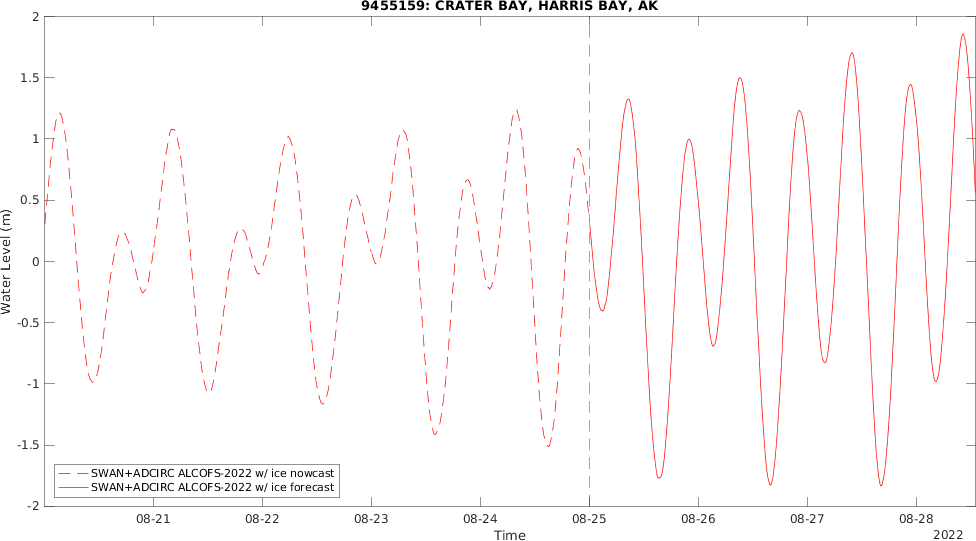 9455159: CRATER BAY, HARRIS BAY, AK
2
1.5
1
0.5
0
-0.5
-1
-1.5
-2
Water Level (m)
SWAN+ADCIRC ALCOFS-2022 w/ ice nowcast
SWAN+ADCIRC ALCOFS-2022 w/ ice forecast
08-21 08-22 08-23 08-24 08-25 08-26 08-27 08-28
Time
2022